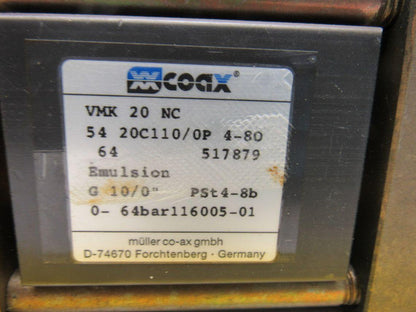 coax®
VMK 20 NC
54 20C110/0P 4-80
64 517879
Emulsion
G 10/0" PSt4-8b
0- 64bar116005-01
müller co-ax gmbh
D-74670 Forchtenberg · Germany